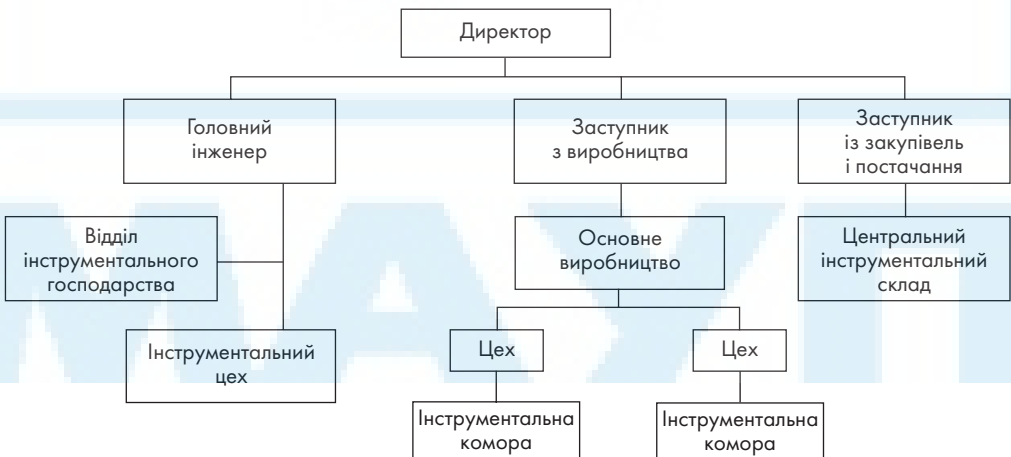 Директор
Головний
інженер
Заступник
з виробництва
Заступник
із закупівель
і постачання
Відділ
інструментального
господарства
Основне
виробництво
Центральний
інструментальний
склад
Інструментальний
цех
Цех
Цех
Інструментальна
комора
Інструментальна
комора
МАУП